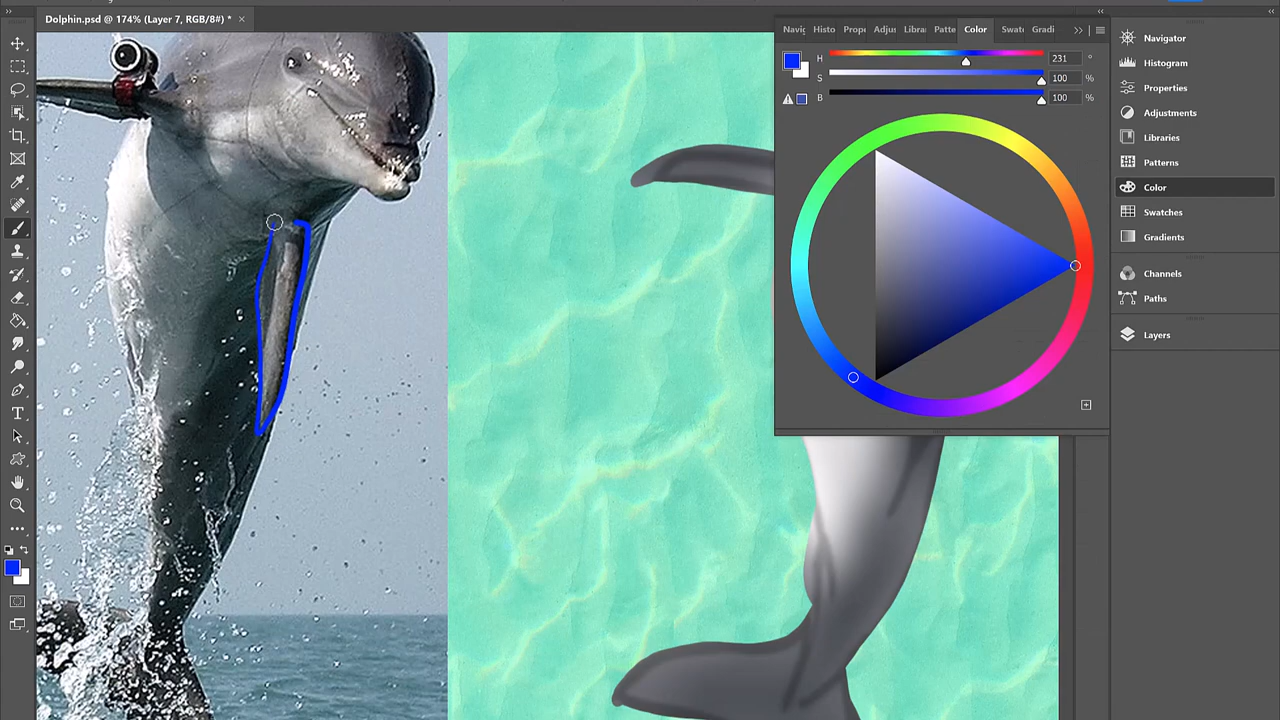 Dolphin.psd @ 174% (Layer 7, RGB/8#) *
Navig Histo Prope Adjus Librar Patte Color Swatc Gradi
H 231 °
S 100 %
B 100 %
Navigator
Histogram
Properties
Adjustments
Libraries
Patterns
Color
Swatches
Gradients
Channels
Paths
Layers